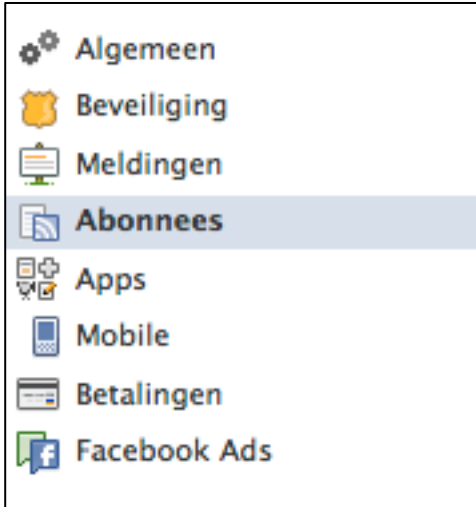 Algemeen
Beveiliging
Meldingen
Abonnees
Apps
Mobile
Betalingen
Facebook Ads